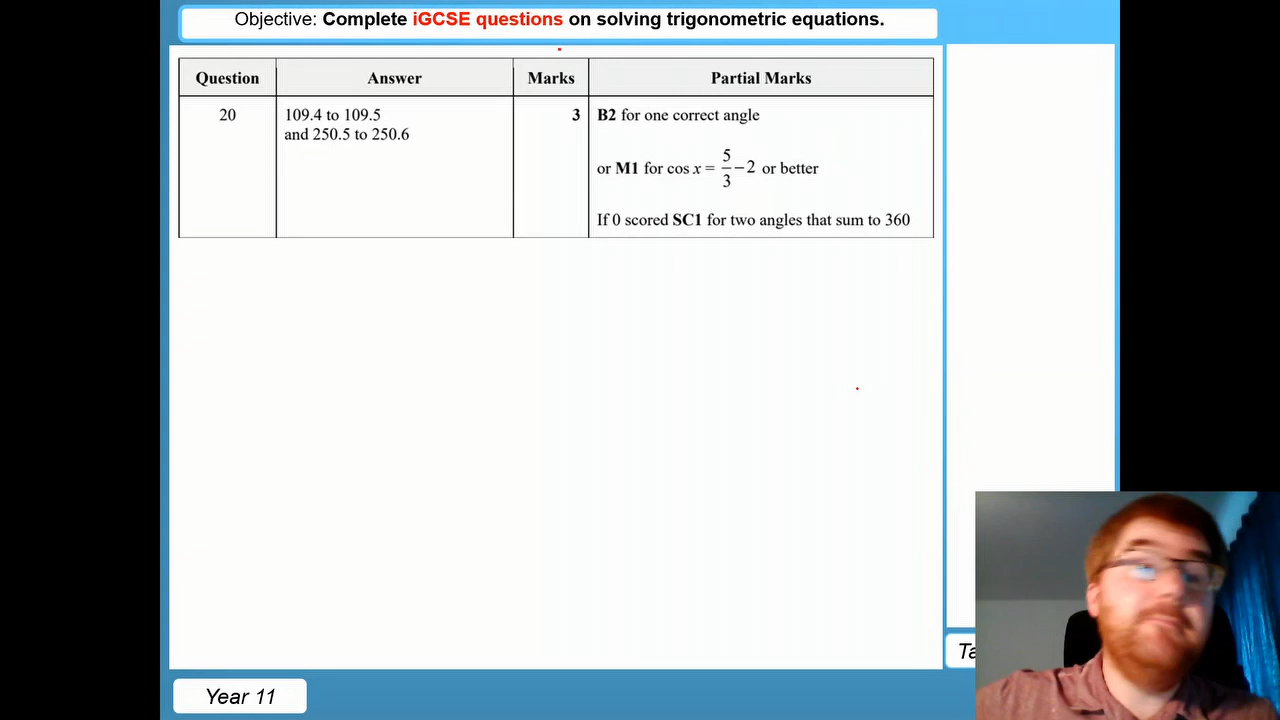 Objective: Complete iGCSE questions on solving trigonometric equations.
Question Answer Marks Partial Marks
20 109.4 to 109.5 3 B2 for one correct angle
and 250.5 to 250.6
or M1 for cos x = 5/3 − 2 or better
If 0 scored SC1 for two angles that sum to 360
Year 11